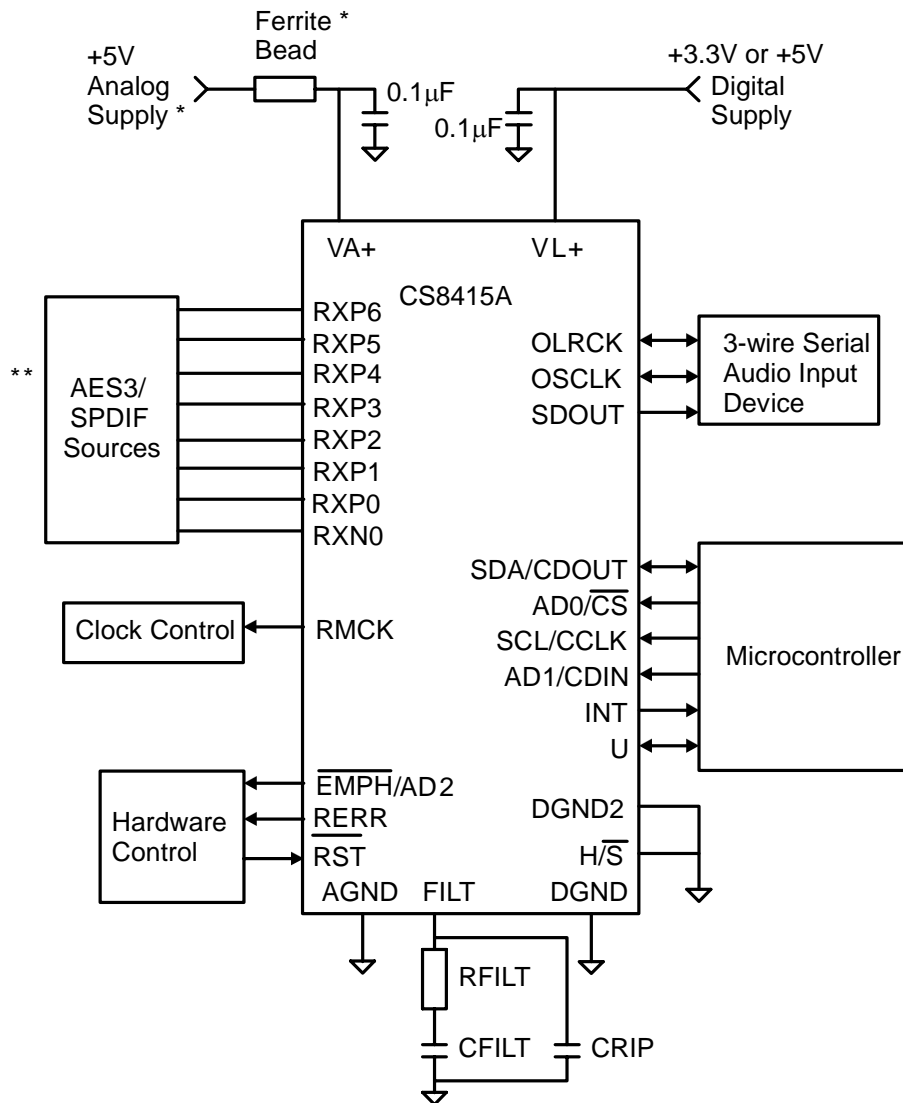 Ferrite *
Bead
+5V
Analog
Supply *
0.1µF
0.1µF
+3.3V or +5V
Digital
Supply
VA+
VL+
CS8415A
**
AES3/
SPDIF
Sources
RXP6
RXP5
RXP4
RXP3
RXP2
RXP1
RXP0
RXN0
OLRCK
OSCLK
SDOUT
3-wire Serial
Audio Input
Device
Clock Control
RMCK
SDA/CDOUT
AD0/C̅S̅
SCL/CCLK
AD1/CDIN
INT
U
Microcontroller
Hardware
Control
E̅M̅P̅H̅/AD2
RERR
R̅S̅T̅
DGND2
H/S̅
AGND
FILT
DGND
RFILT
CFILT
CRIP